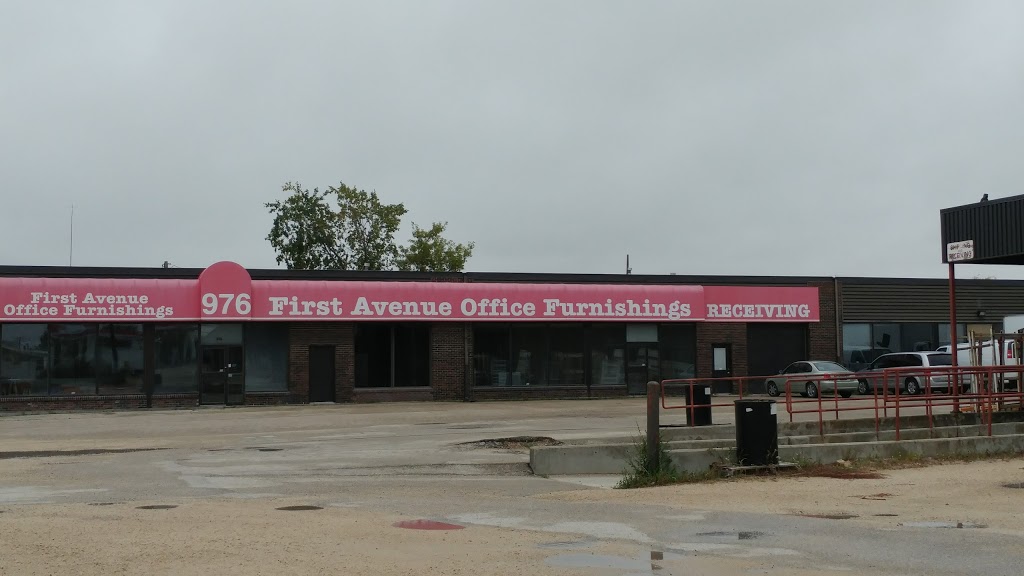 First Avenue
Office Furnishings
976
First Avenue Office Furnishings
RECEIVING